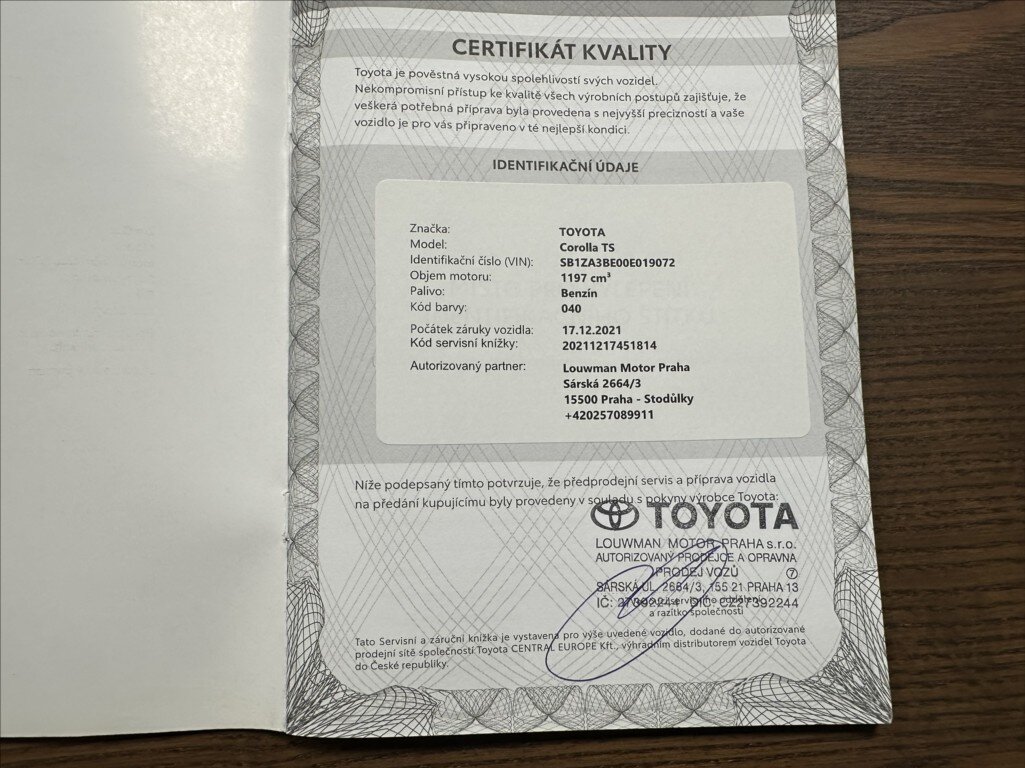 CERTIFIKÁT KVALITY
Toyota je pověstná vysokou spolehlivostí svých vozidel.
Nekompromisní přístup ke kvalitě všech výrobních postupů zajišťuje, že
veškerá potřebná příprava byla provedena s nejvyšší precizností a vaše
vozidlo je pro vás připraveno v té nejlepší kondici.
IDENTIFIKAČNÍ ÚDAJE
Značka: TOYOTA
Model: Corolla TS
Identifikační číslo (VIN): SB1ZA3BE00E019072
Objem motoru: 1197 cm³
Palivo: Benzín
Kód barvy: 040
Počátek záruky vozidla: 17.12.2021
Kód servisní knížky: 20211217451814
Autorizovaný partner: Louwman Motor Praha
Sárská 2664/3
15500 Praha - Stodůlky
+420257089911
Níže podepsaný tímto potvrzuje, že předprodejní servis a příprava vozidla
na předání kupujícímu byly provedeny v souladu s pokyny výrobce Toyota:
TOYOTA
LOUWMAN MOTOR PRAHA s.r.o.
AUTORIZOVANÝ PRODEJCE A OPRAVNA
PRODEJ VOZŮ 7
SÁRSKÁ UL. 2664/3, 155 21 PRAHA 13
IČ: 27392244 DIČ: CZ27392244
a razítko společnosti
Tato Servisní a záruční knížka je vystavena pro výše uvedené vozidlo, dodané do autorizované
prodejní sítě společnosti Toyota CENTRAL EUROPE Kft., výhradním distributorem vozidel Toyota
do České republiky.